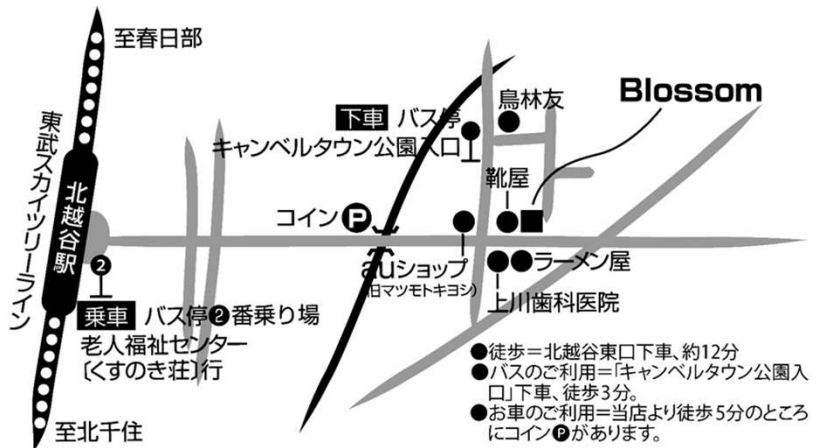 至春日部
東武スカイツリーライン
北越谷駅
❷
乗車 バス停❷番乗り場
老人福祉センター
〔くすのき荘〕行
至北千住
下車 バス停
キャンベルタウン公園入口
鳥林友
Blossom
靴屋
コインP
auショップ
(旧マツモトキヨシ)
ラーメン屋
上川歯科医院
●徒歩=北越谷東口下車、約12分
●バスのご利用=「キャンベルタウン公園入
口」下車、徒歩3分。
●お車のご利用=当店より徒歩5分のところ
にコインPがあります。